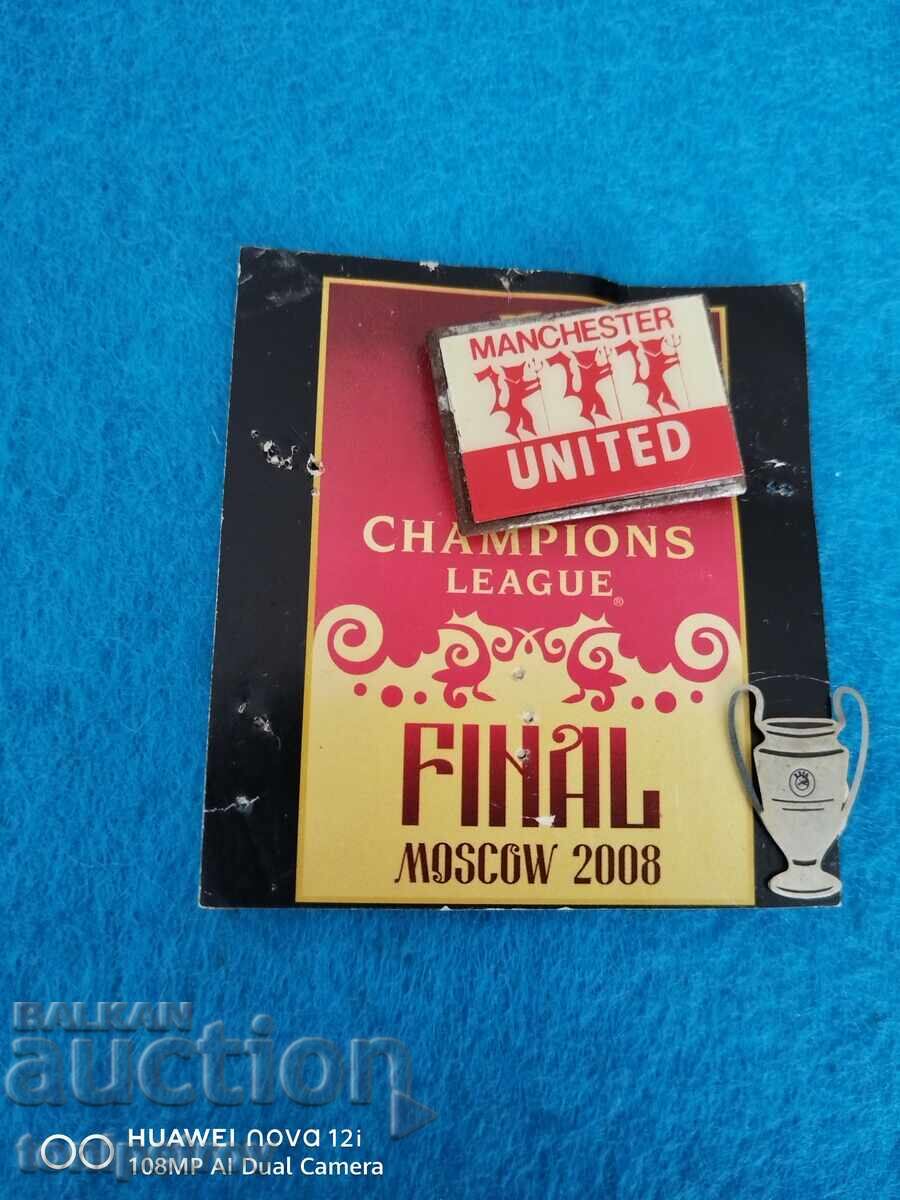 MANCHESTER
UNITED
CHAMPIONS
LEAGUE®
FINAL
MOSCOW 2008
BALKAN
auction
HUAWEI nova 12i
108MP AI Dual Camera